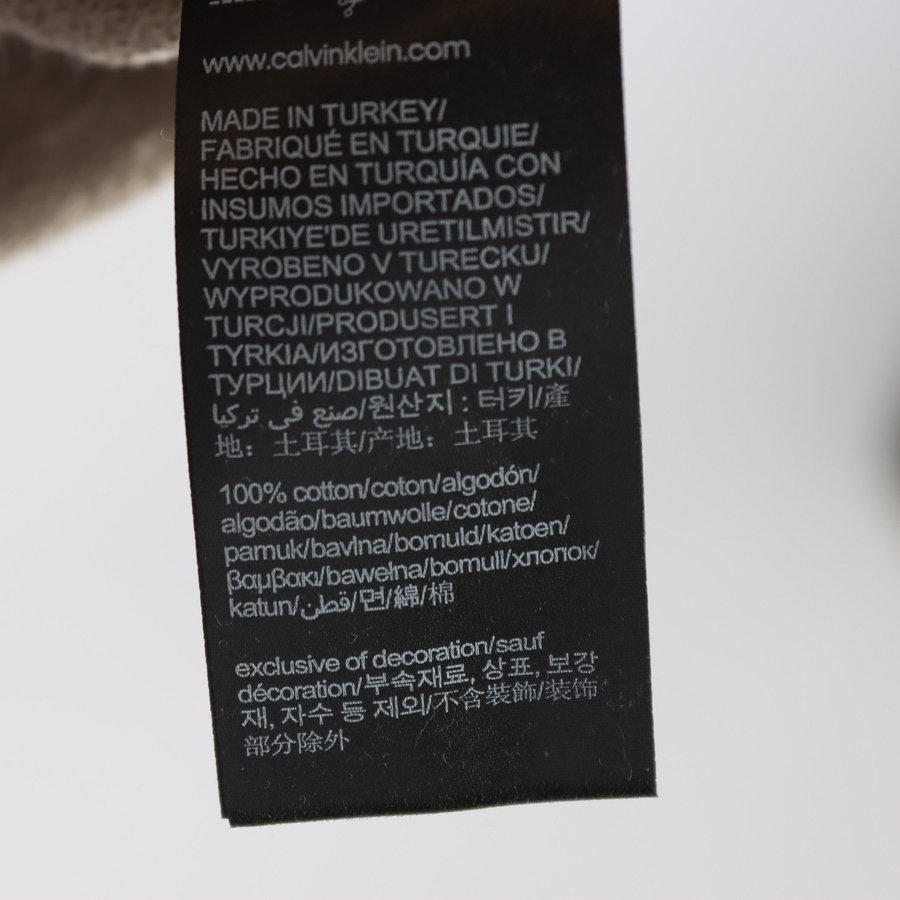 www.calvinklein.com
MADE IN TURKEY/
FABRIQUÉ EN TURQUIE/
HECHO EN TURQUÍA CON
INSUMOS IMPORTADOS/
TURKIYE'DE URETILMISTIR/
VYROBENO V TURECKU/
WYPRODUKOWANO W
TURCJI/PRODUSERT I
TYRKIA/ИЗГОТОВЛЕНО В
ТУРЦИИ/DIBUAT DI TURKI/
صنع في تركيا/원산지 : 터키/產
地： 土耳其/产地： 土耳其
100% cotton/coton/algodón/
algodão/baumwolle/cotone/
pamuk/bavlna/bomuld/katoen/
βαμβακι/bawełna/bomull/хлопок/
katun/قطن/면/綿/棉
exclusive of decoration/sauf
décoration/부속재료, 상표, 보강
재, 자수 등 제외/不含裝飾/装饰
部分除外